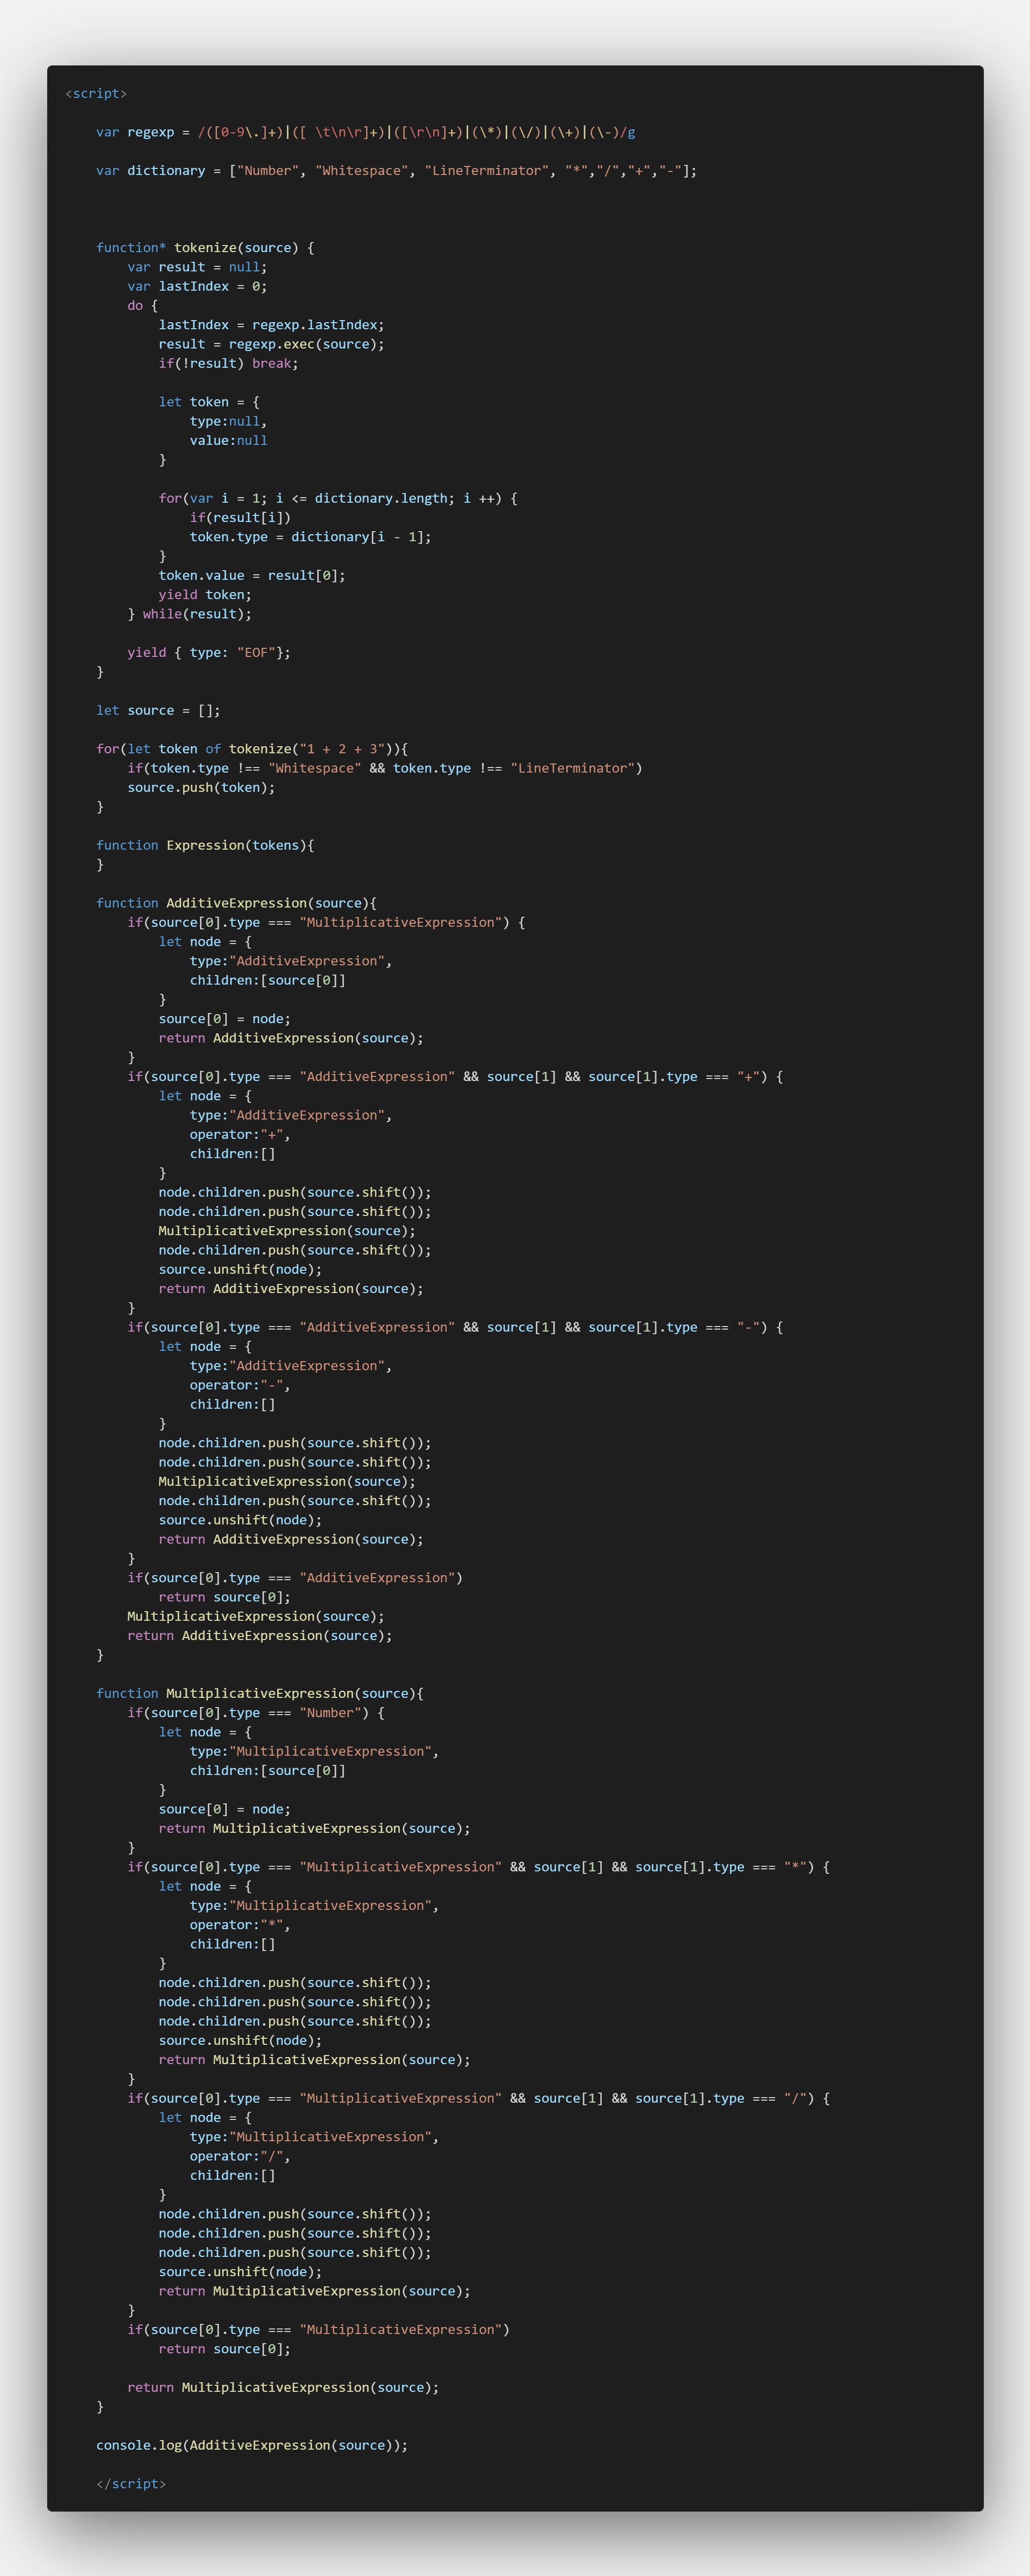 <script>
var regexp = /([0-9\.]+)|([ \t\n\r]+)|([\r\n]+)|(\*)|(\/)|(\+)|(\-)/g
var dictionary = ["Number", "Whitespace", "LineTerminator", "*","/","+","-"];
function* tokenize(source) {
var result = null;
var lastIndex = 0;
do {
lastIndex = regexp.lastIndex;
result = regexp.exec(source);
if(!result) break;
let token = {
type:null,
value:null
}
for(var i = 1; i <= dictionary.length; i ++) {
if(result[i])
token.type = dictionary[i - 1];
}
token.value = result[0];
yield token;
} while(result);
yield { type: "EOF"};
}
let source = [];
for(let token of tokenize("1 + 2 + 3")){
if(token.type !== "Whitespace" && token.type !== "LineTerminator")
source.push(token);
}
function Expression(tokens){
}
function AdditiveExpression(source){
if(source[0].type === "MultiplicativeExpression") {
let node = {
type:"AdditiveExpression",
children:[source[0]]
}
source[0] = node;
return AdditiveExpression(source);
}
if(source[0].type === "AdditiveExpression" && source[1] && source[1].type === "+") {
let node = {
type:"AdditiveExpression",
operator:"+",
children:[]
}
node.children.push(source.shift());
node.children.push(source.shift());
MultiplicativeExpression(source);
node.children.push(source.shift());
source.unshift(node);
return AdditiveExpression(source);
}
if(source[0].type === "AdditiveExpression" && source[1] && source[1].type === "-") {
let node = {
type:"AdditiveExpression",
operator:"-",
children:[]
}
node.children.push(source.shift());
node.children.push(source.shift());
MultiplicativeExpression(source);
node.children.push(source.shift());
source.unshift(node);
return AdditiveExpression(source);
}
if(source[0].type === "AdditiveExpression")
return source[0];
MultiplicativeExpression(source);
return AdditiveExpression(source);
}
function MultiplicativeExpression(source){
if(source[0].type === "Number") {
let node = {
type:"MultiplicativeExpression",
children:[source[0]]
}
source[0] = node;
return MultiplicativeExpression(source);
}
if(source[0].type === "MultiplicativeExpression" && source[1] && source[1].type === "*") {
let node = {
type:"MultiplicativeExpression",
operator:"*",
children:[]
}
node.children.push(source.shift());
node.children.push(source.shift());
node.children.push(source.shift());
source.unshift(node);
return MultiplicativeExpression(source);
}
if(source[0].type === "MultiplicativeExpression" && source[1] && source[1].type === "/") {
let node = {
type:"MultiplicativeExpression",
operator:"/",
children:[]
}
node.children.push(source.shift());
node.children.push(source.shift());
node.children.push(source.shift());
source.unshift(node);
return MultiplicativeExpression(source);
}
if(source[0].type === "MultiplicativeExpression")
return source[0];
return MultiplicativeExpression(source);
}
console.log(AdditiveExpression(source));
</script>